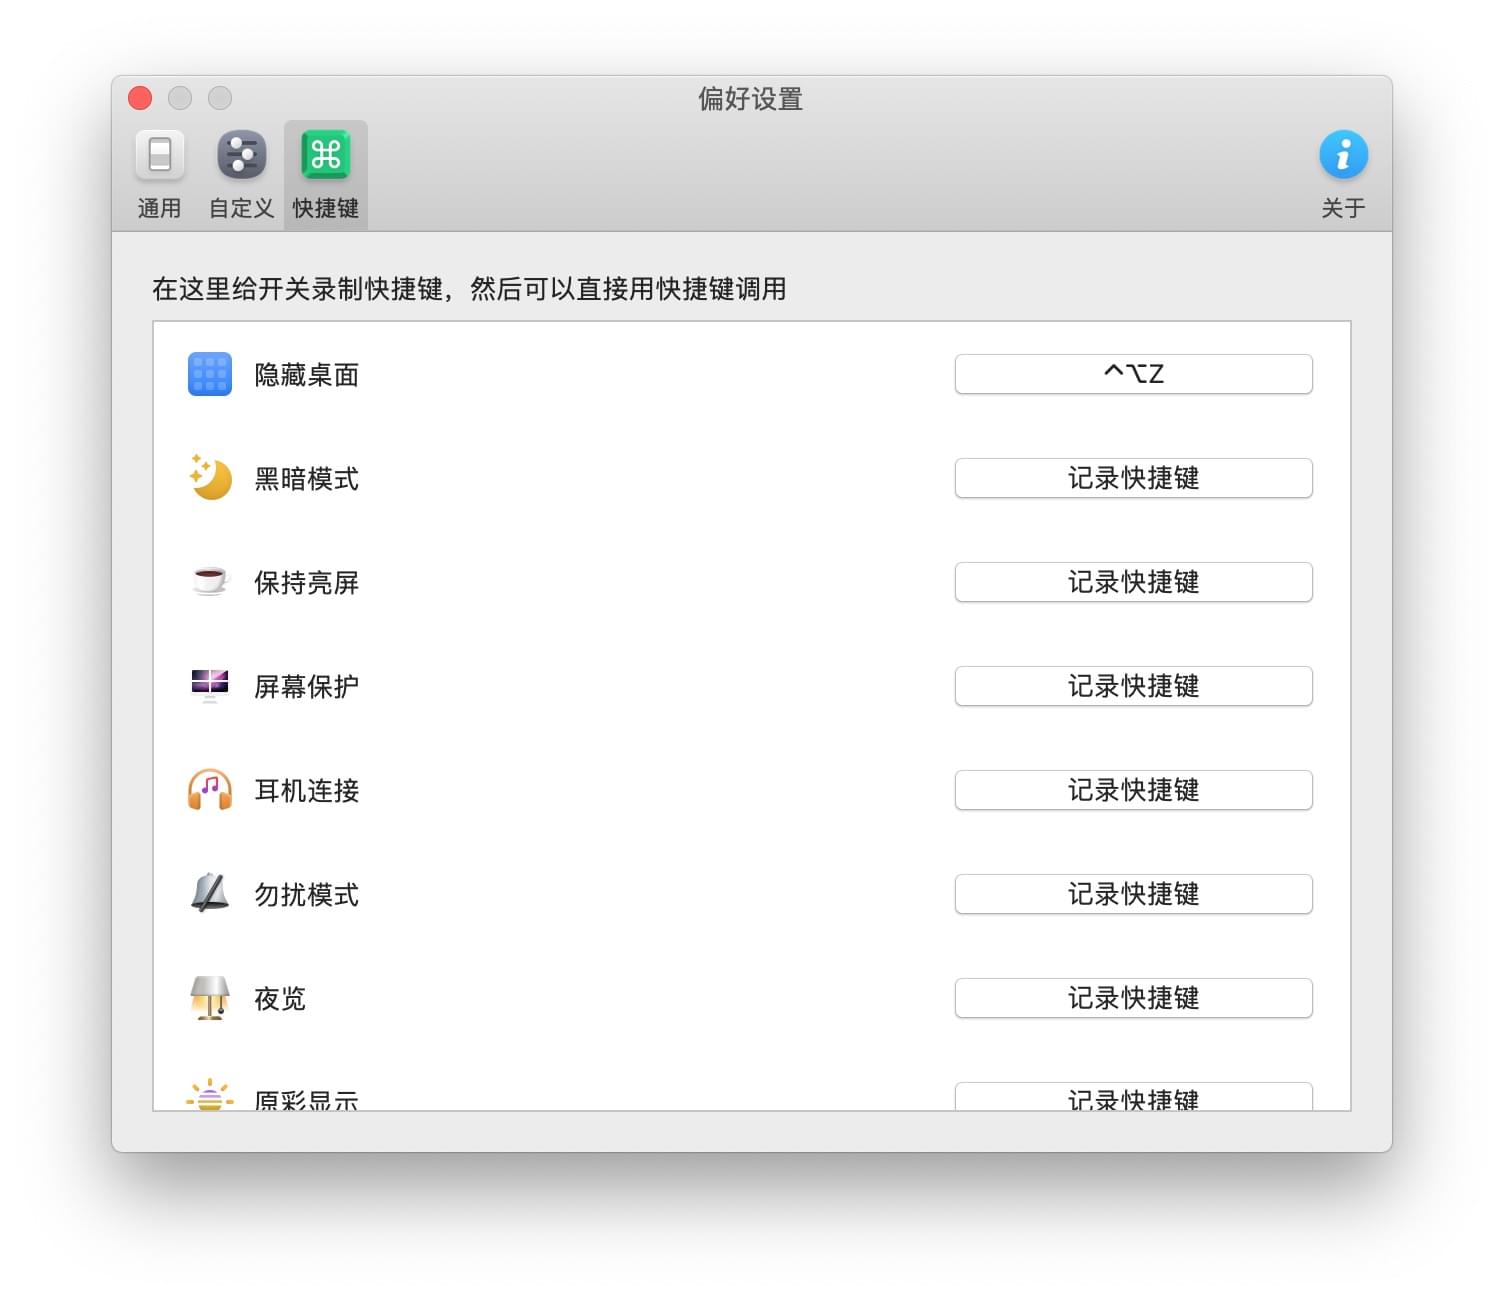 偏好设置
通用
自定义
快捷键
关于
在这里给开关录制快捷键，然后可以直接用快捷键调用
隐藏桌面
^⌥Z
黑暗模式
记录快捷键
保持亮屏
记录快捷键
屏幕保护
记录快捷键
耳机连接
记录快捷键
勿扰模式
记录快捷键
夜览
记录快捷键
原彩显示
记录快捷键